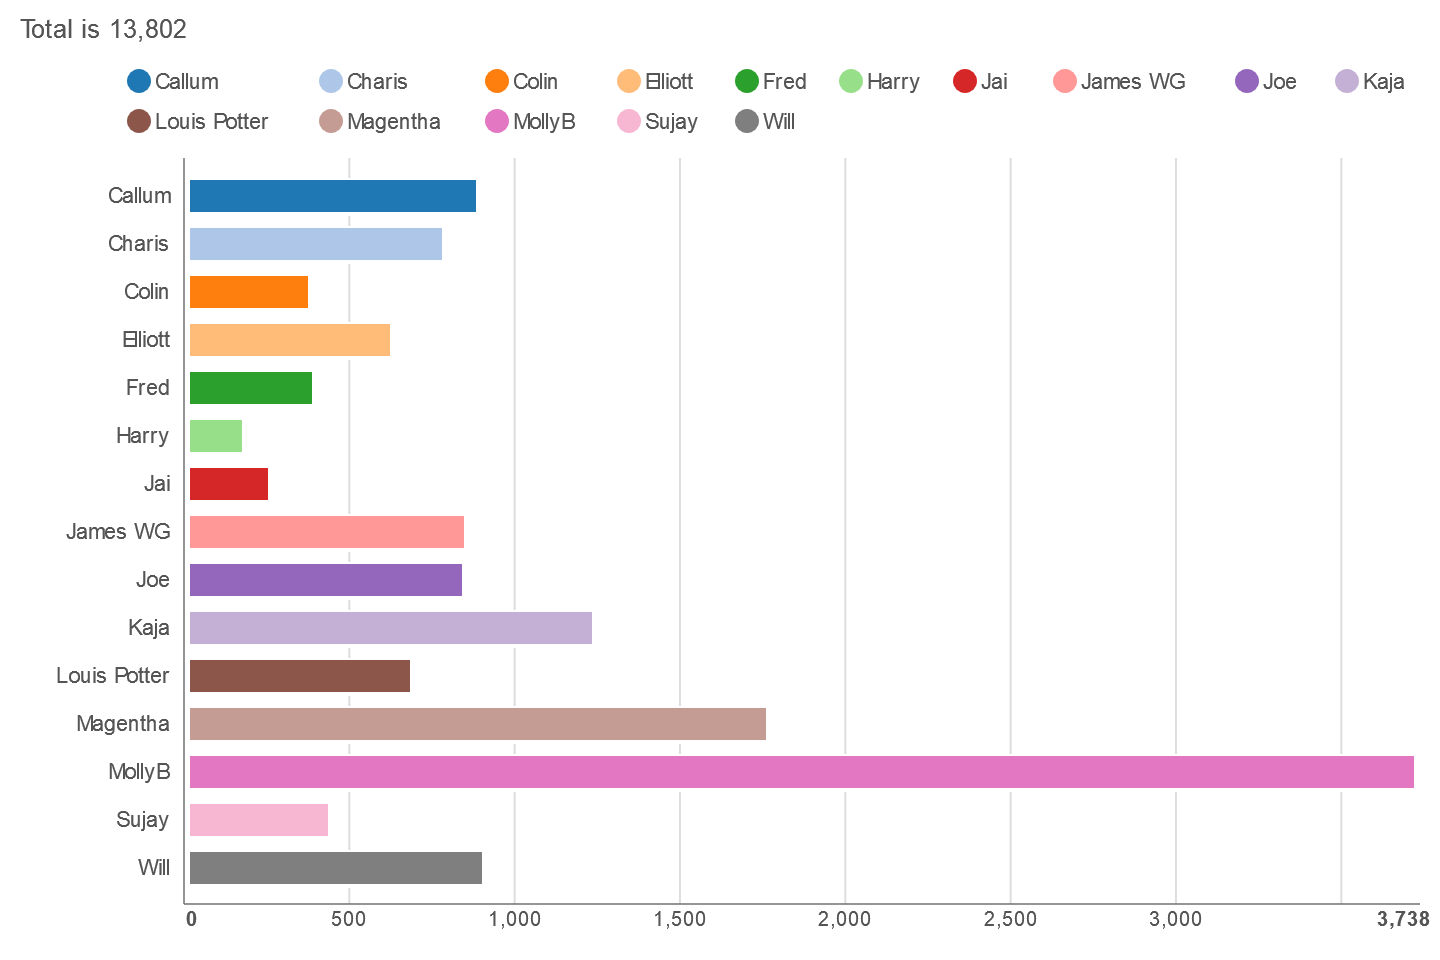 Total is 13,802
Callum Charis Colin Elliott Fred Harry Jai James WG Joe Kaja
Louis Potter Magentha MollyB Sujay Will
Callum
Charis
Colin
Elliott
Fred
Harry
Jai
James WG
Joe
Kaja
Louis Potter
Magentha
MollyB
Sujay
Will
0 500 1,000 1,500 2,000 2,500 3,000 3,738